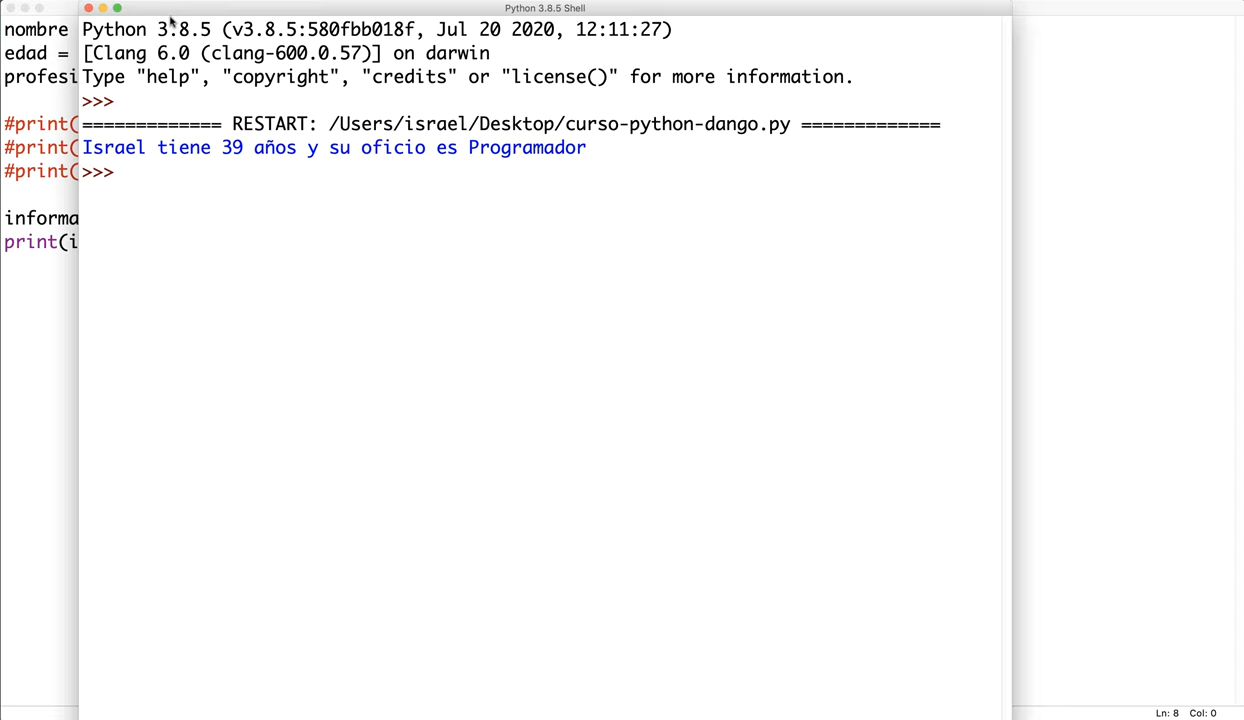 Python 3.8.5 Shell
nombre
edad =
profesi
#print(
#print(
#print(
informa
print(i
Python 3.8.5 (v3.8.5:580fbb018f, Jul 20 2020, 12:11:27)
[Clang 6.0 (clang-600.0.57)] on darwin
Type "help", "copyright", "credits" or "license()" for more information.
>>>
============= RESTART: /Users/israel/Desktop/curso-python-dango.py =============
Israel tiene 39 años y su oficio es Programador
>>>
Ln: 8 Col: 0